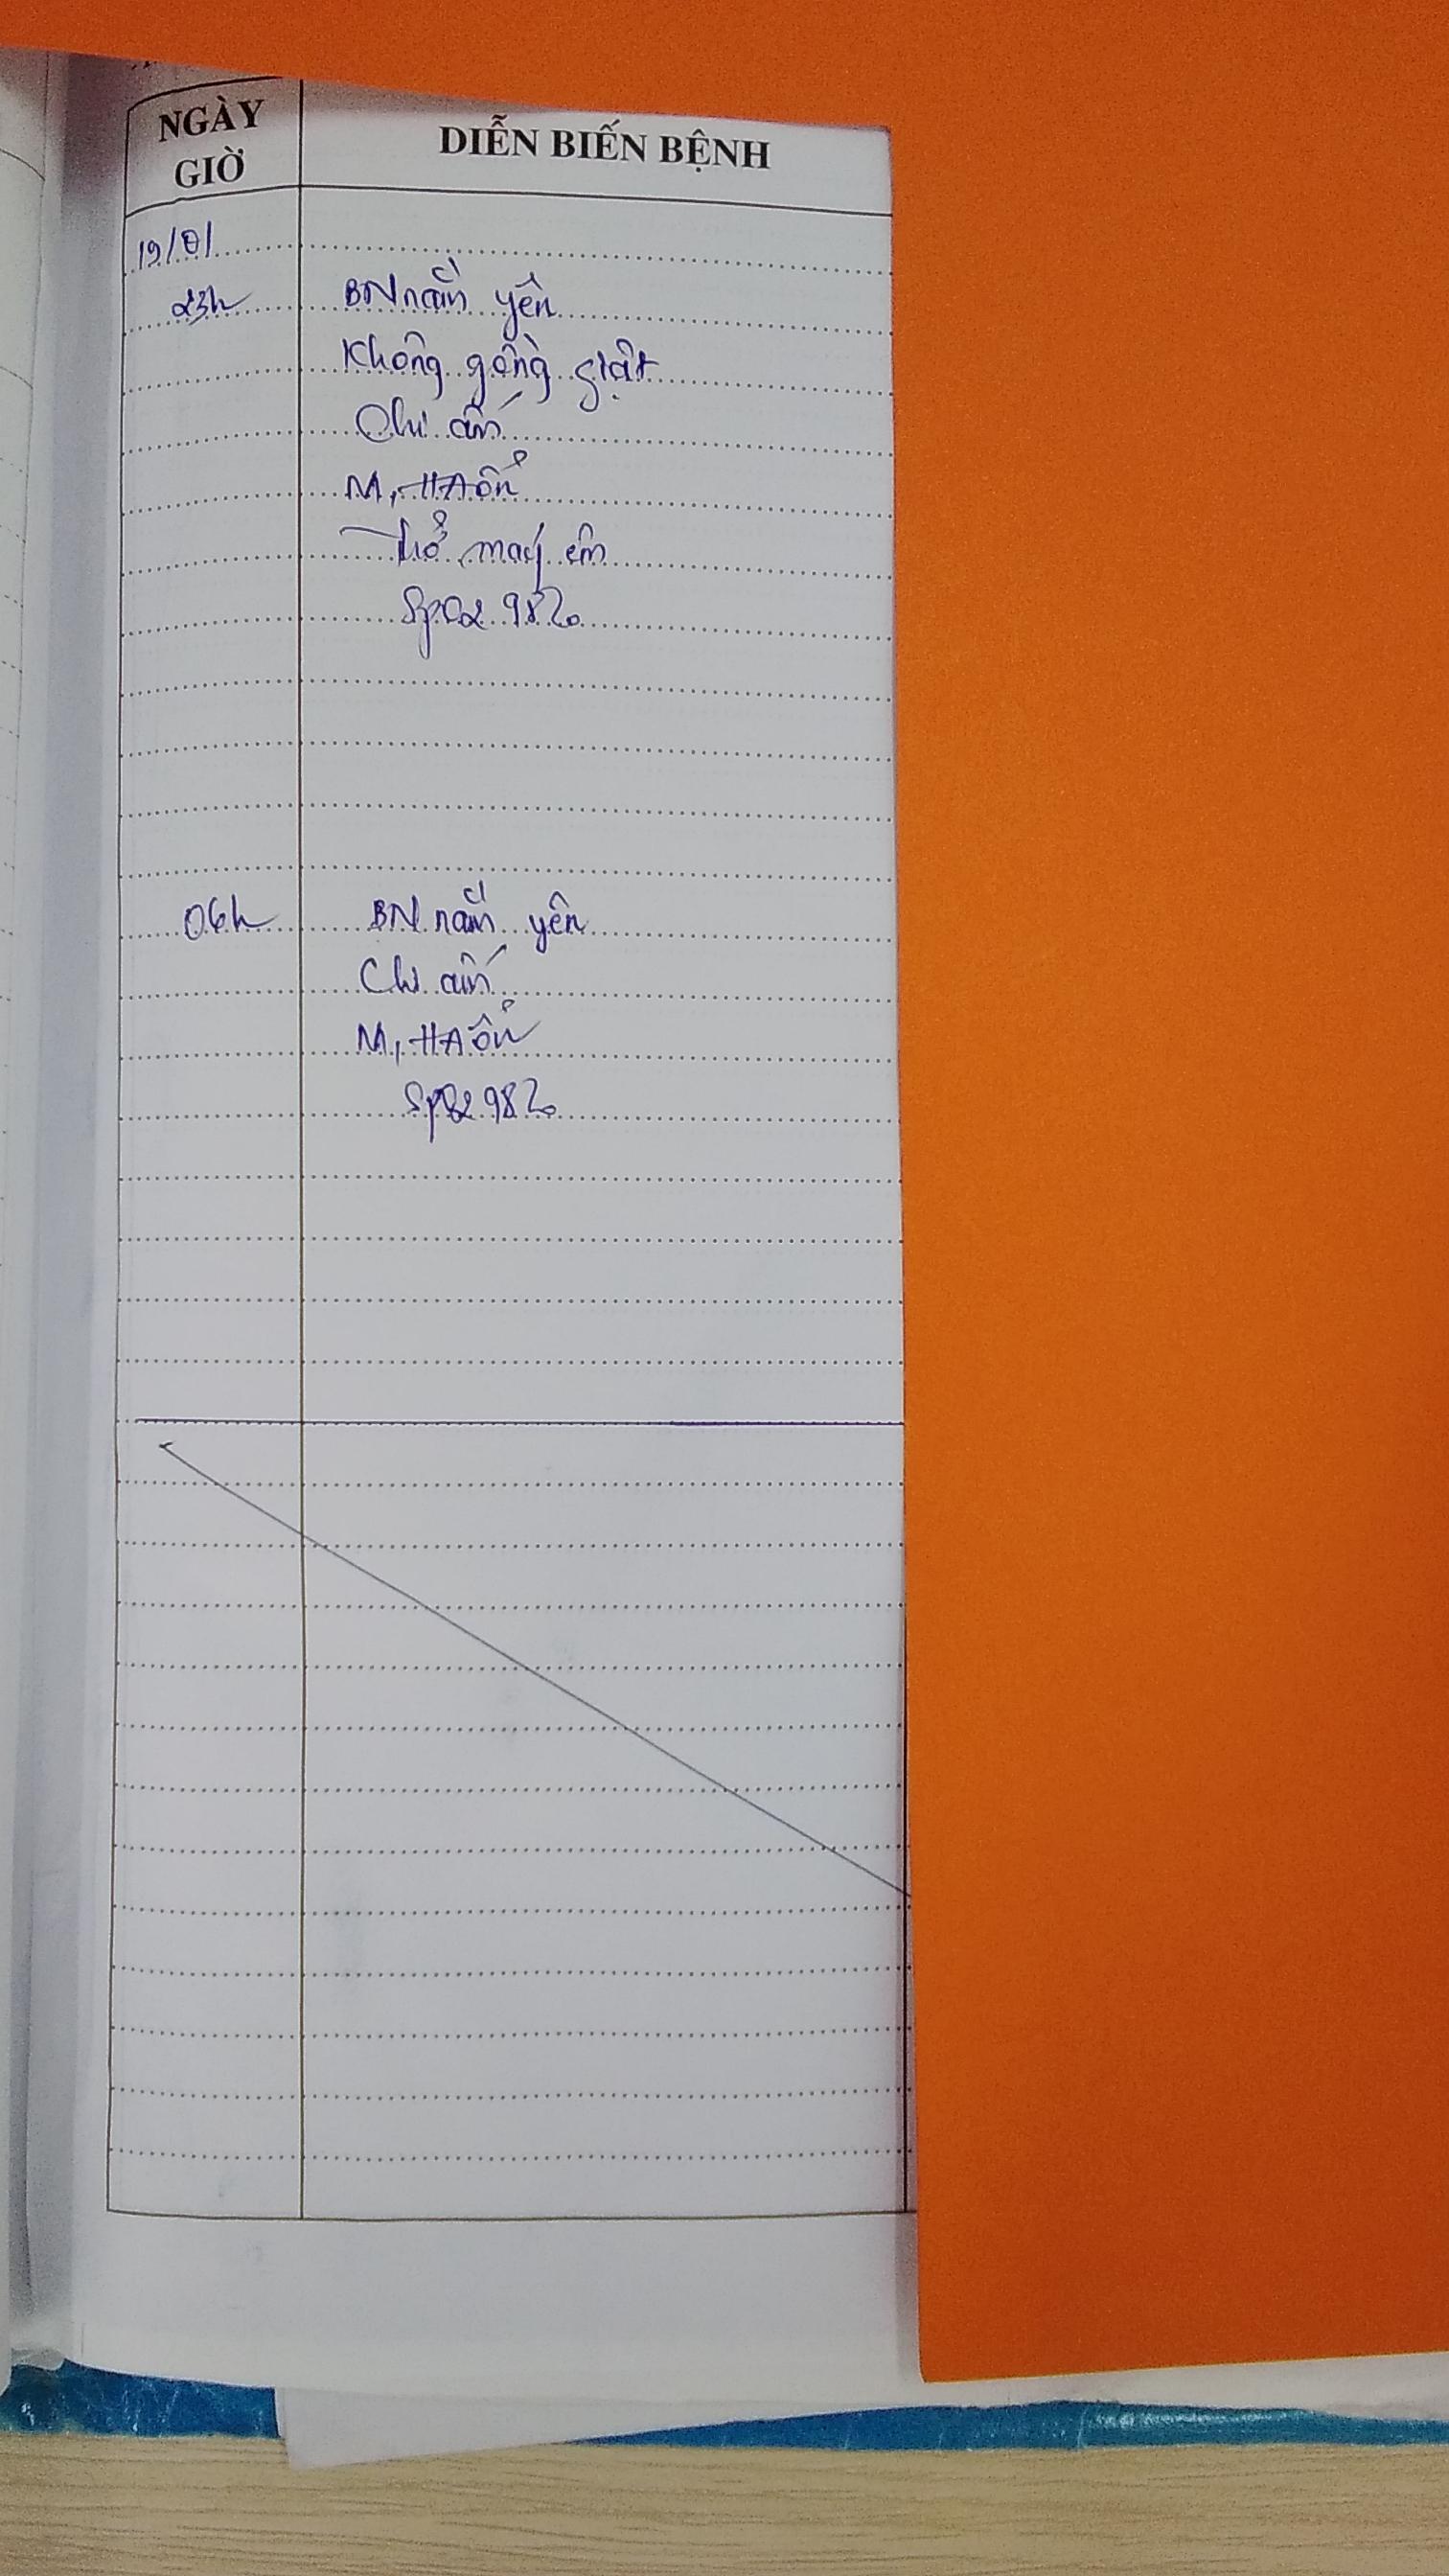 NGÀY GIỜ
DIỄN BIẾN BỆNH
19/01
23h
BN nằm yên
Không gồng giật
Chi ấm
M, HA ổn
Thở máy êm
SpO2 98%
06h
BN nằm yên
Chi ấm
M, HA ổn
SpO2 98%